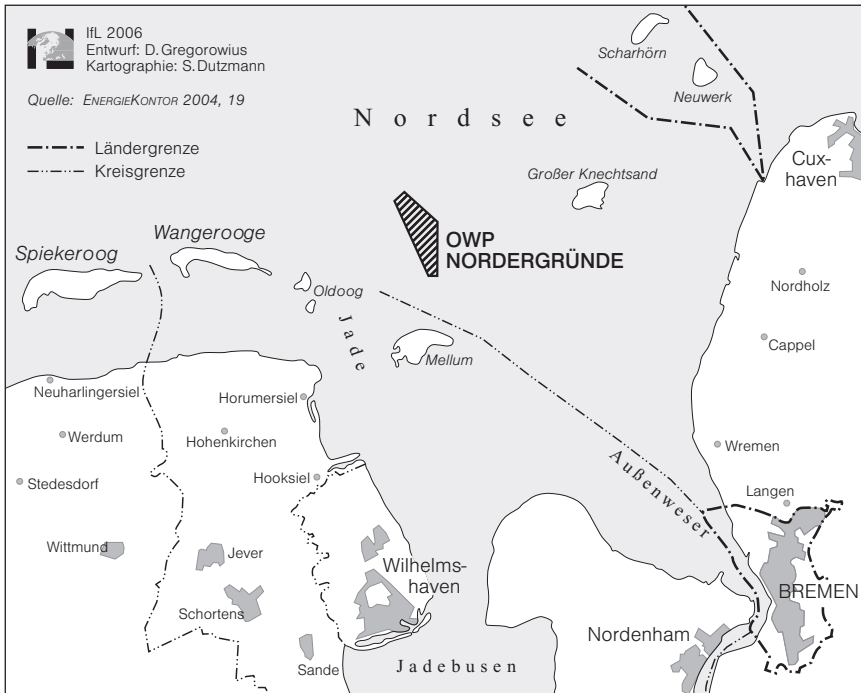 IfL 2006
Entwurf: D. Gregorowius
Kartographie: S. Dutzmann
Quelle: ENERGIEKONTOR 2004, 19
Ländergrenze
Kreisgrenze
Nordsee
Scharhörn
Neuwerk
Cux-
haven
Großer Knechtsand
Wangerooge
Spiekeroog
OWP
NORDERGRÜNDE
Oldoog
Nordholz
Jade
Mellum
Cappel
Neuharlingersiel
Horumersiel
Werdum
Hohenkirchen
Wremen
Stedesdorf
Hooksiel
Außenweser
Langen
Wittmund
Jever
Wilhelms-
haven
BREMEN
Schortens
Nordenham
Sande
Jadebusen